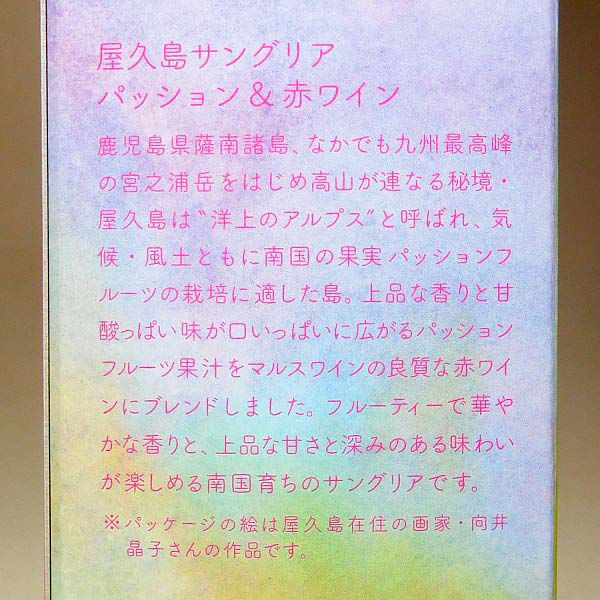 屋久島サングリア
パッション&赤ワイン
鹿児島県薩南諸島、なかでも九州最高峰
の宮之浦岳をはじめ高山が連なる秘境・
屋久島は〝洋上のアルプス〟と呼ばれ、気
候・風土ともに南国の果実パッションフ
ルーツの栽培に適した島。上品な香りと甘
酸っぱい味が口いっぱいに広がるパッション
フルーツ果汁をマルスワインの良質な赤ワイ
ンにブレンドしました。フルーティーで華や
かな香りと、上品な甘さと深みのある味わい
が楽しめる南国育ちのサングリアです。
※パッケージの絵は屋久島在住の画家・向井
晶子さんの作品です。